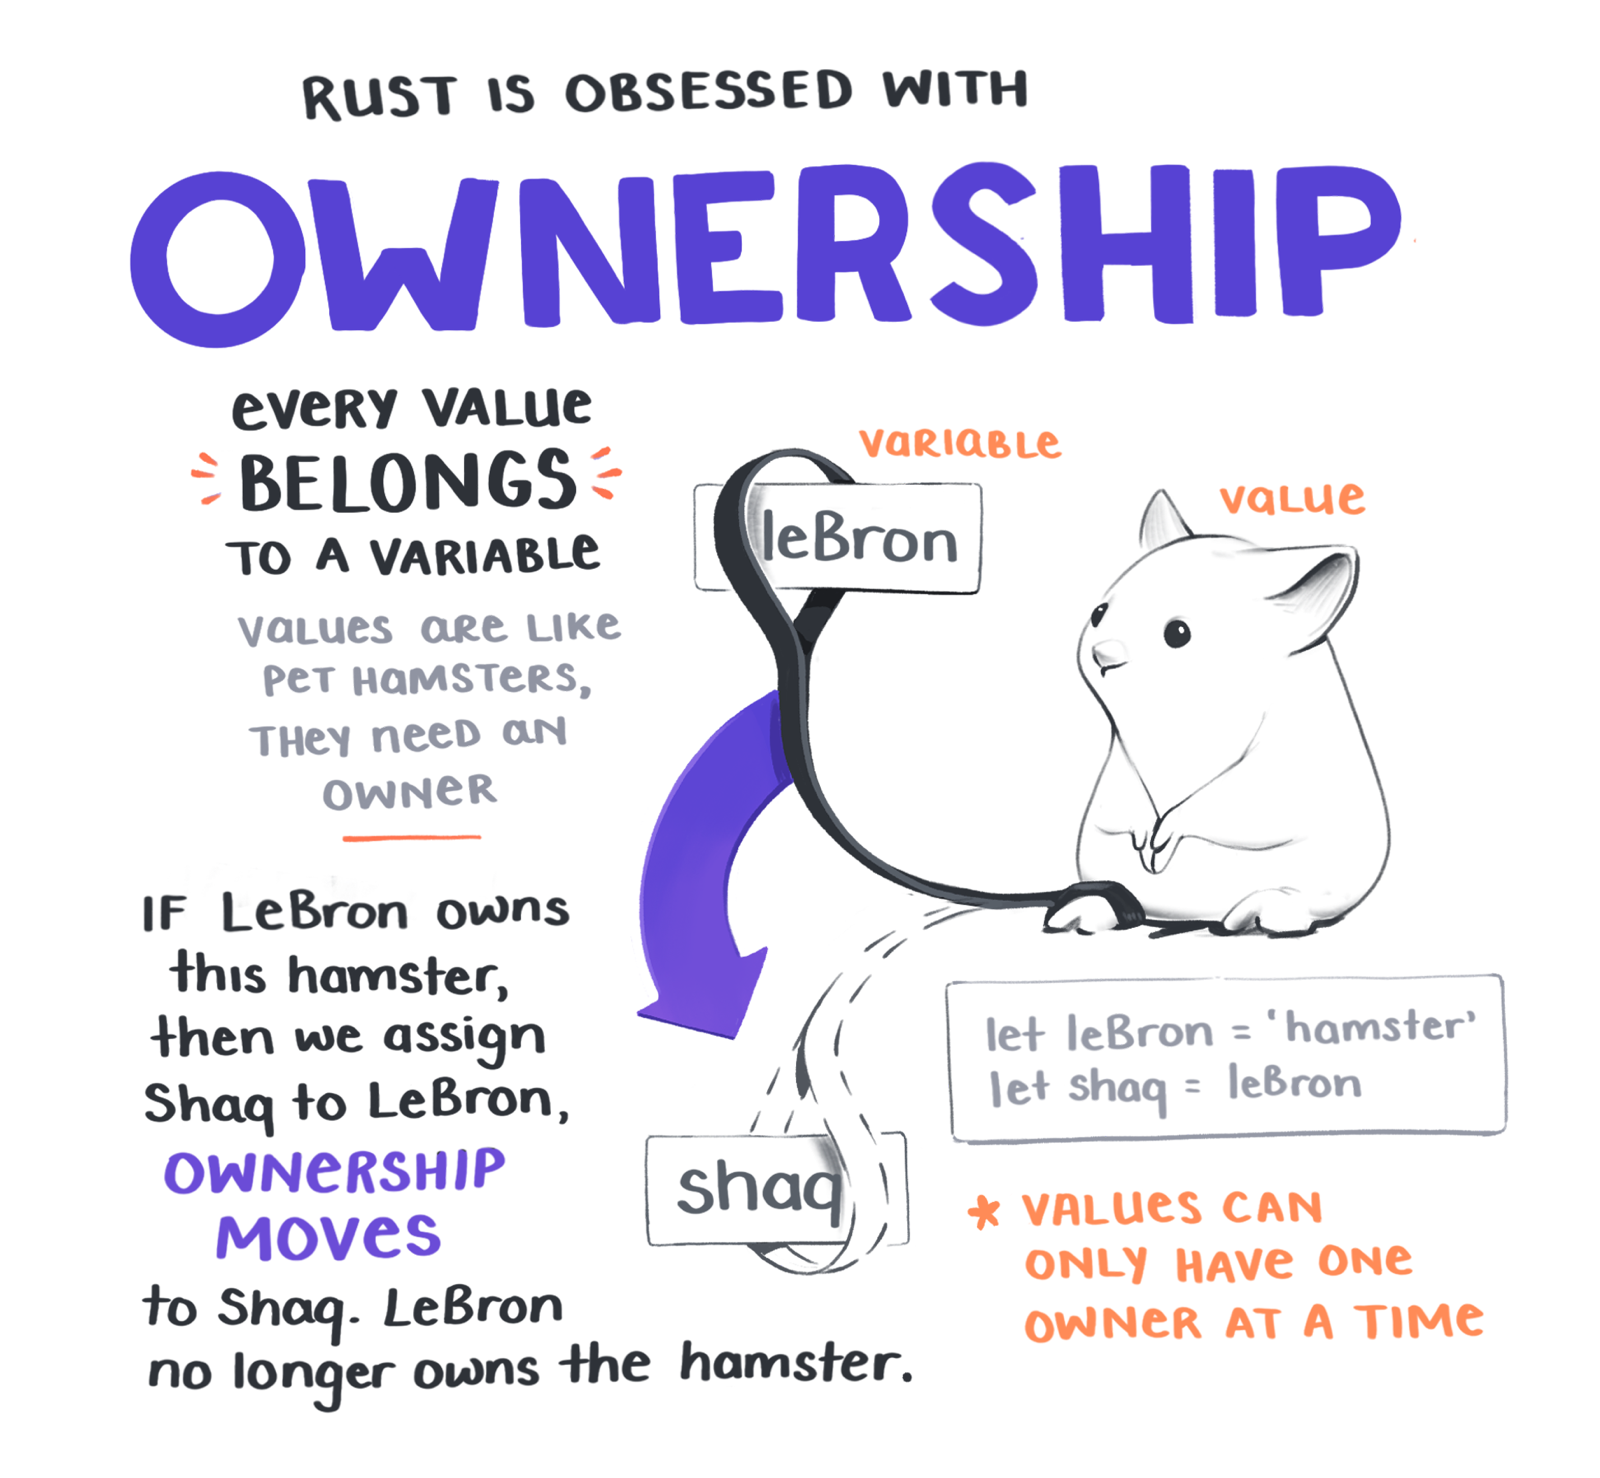 RUST IS OBSESSED WITH
OWNERSHIP
EVERY VALUE
BELONGS
TO A VARIABLE
VALUES ARE LIKE
PET HAMSTERS,
THEY NEED AN
OWNER
IF LeBron owns
this hamster,
then we assign
Shaq to LeBron,
OWNERSHIP
MOVES
to Shaq. LeBron
no longer owns the hamster.
VARIABLE
leBron
VALUE
shaq
let leBron = 'hamster'
let shaq = leBron
* VALUES CAN
ONLY HAVE ONE
OWNER AT A TIME